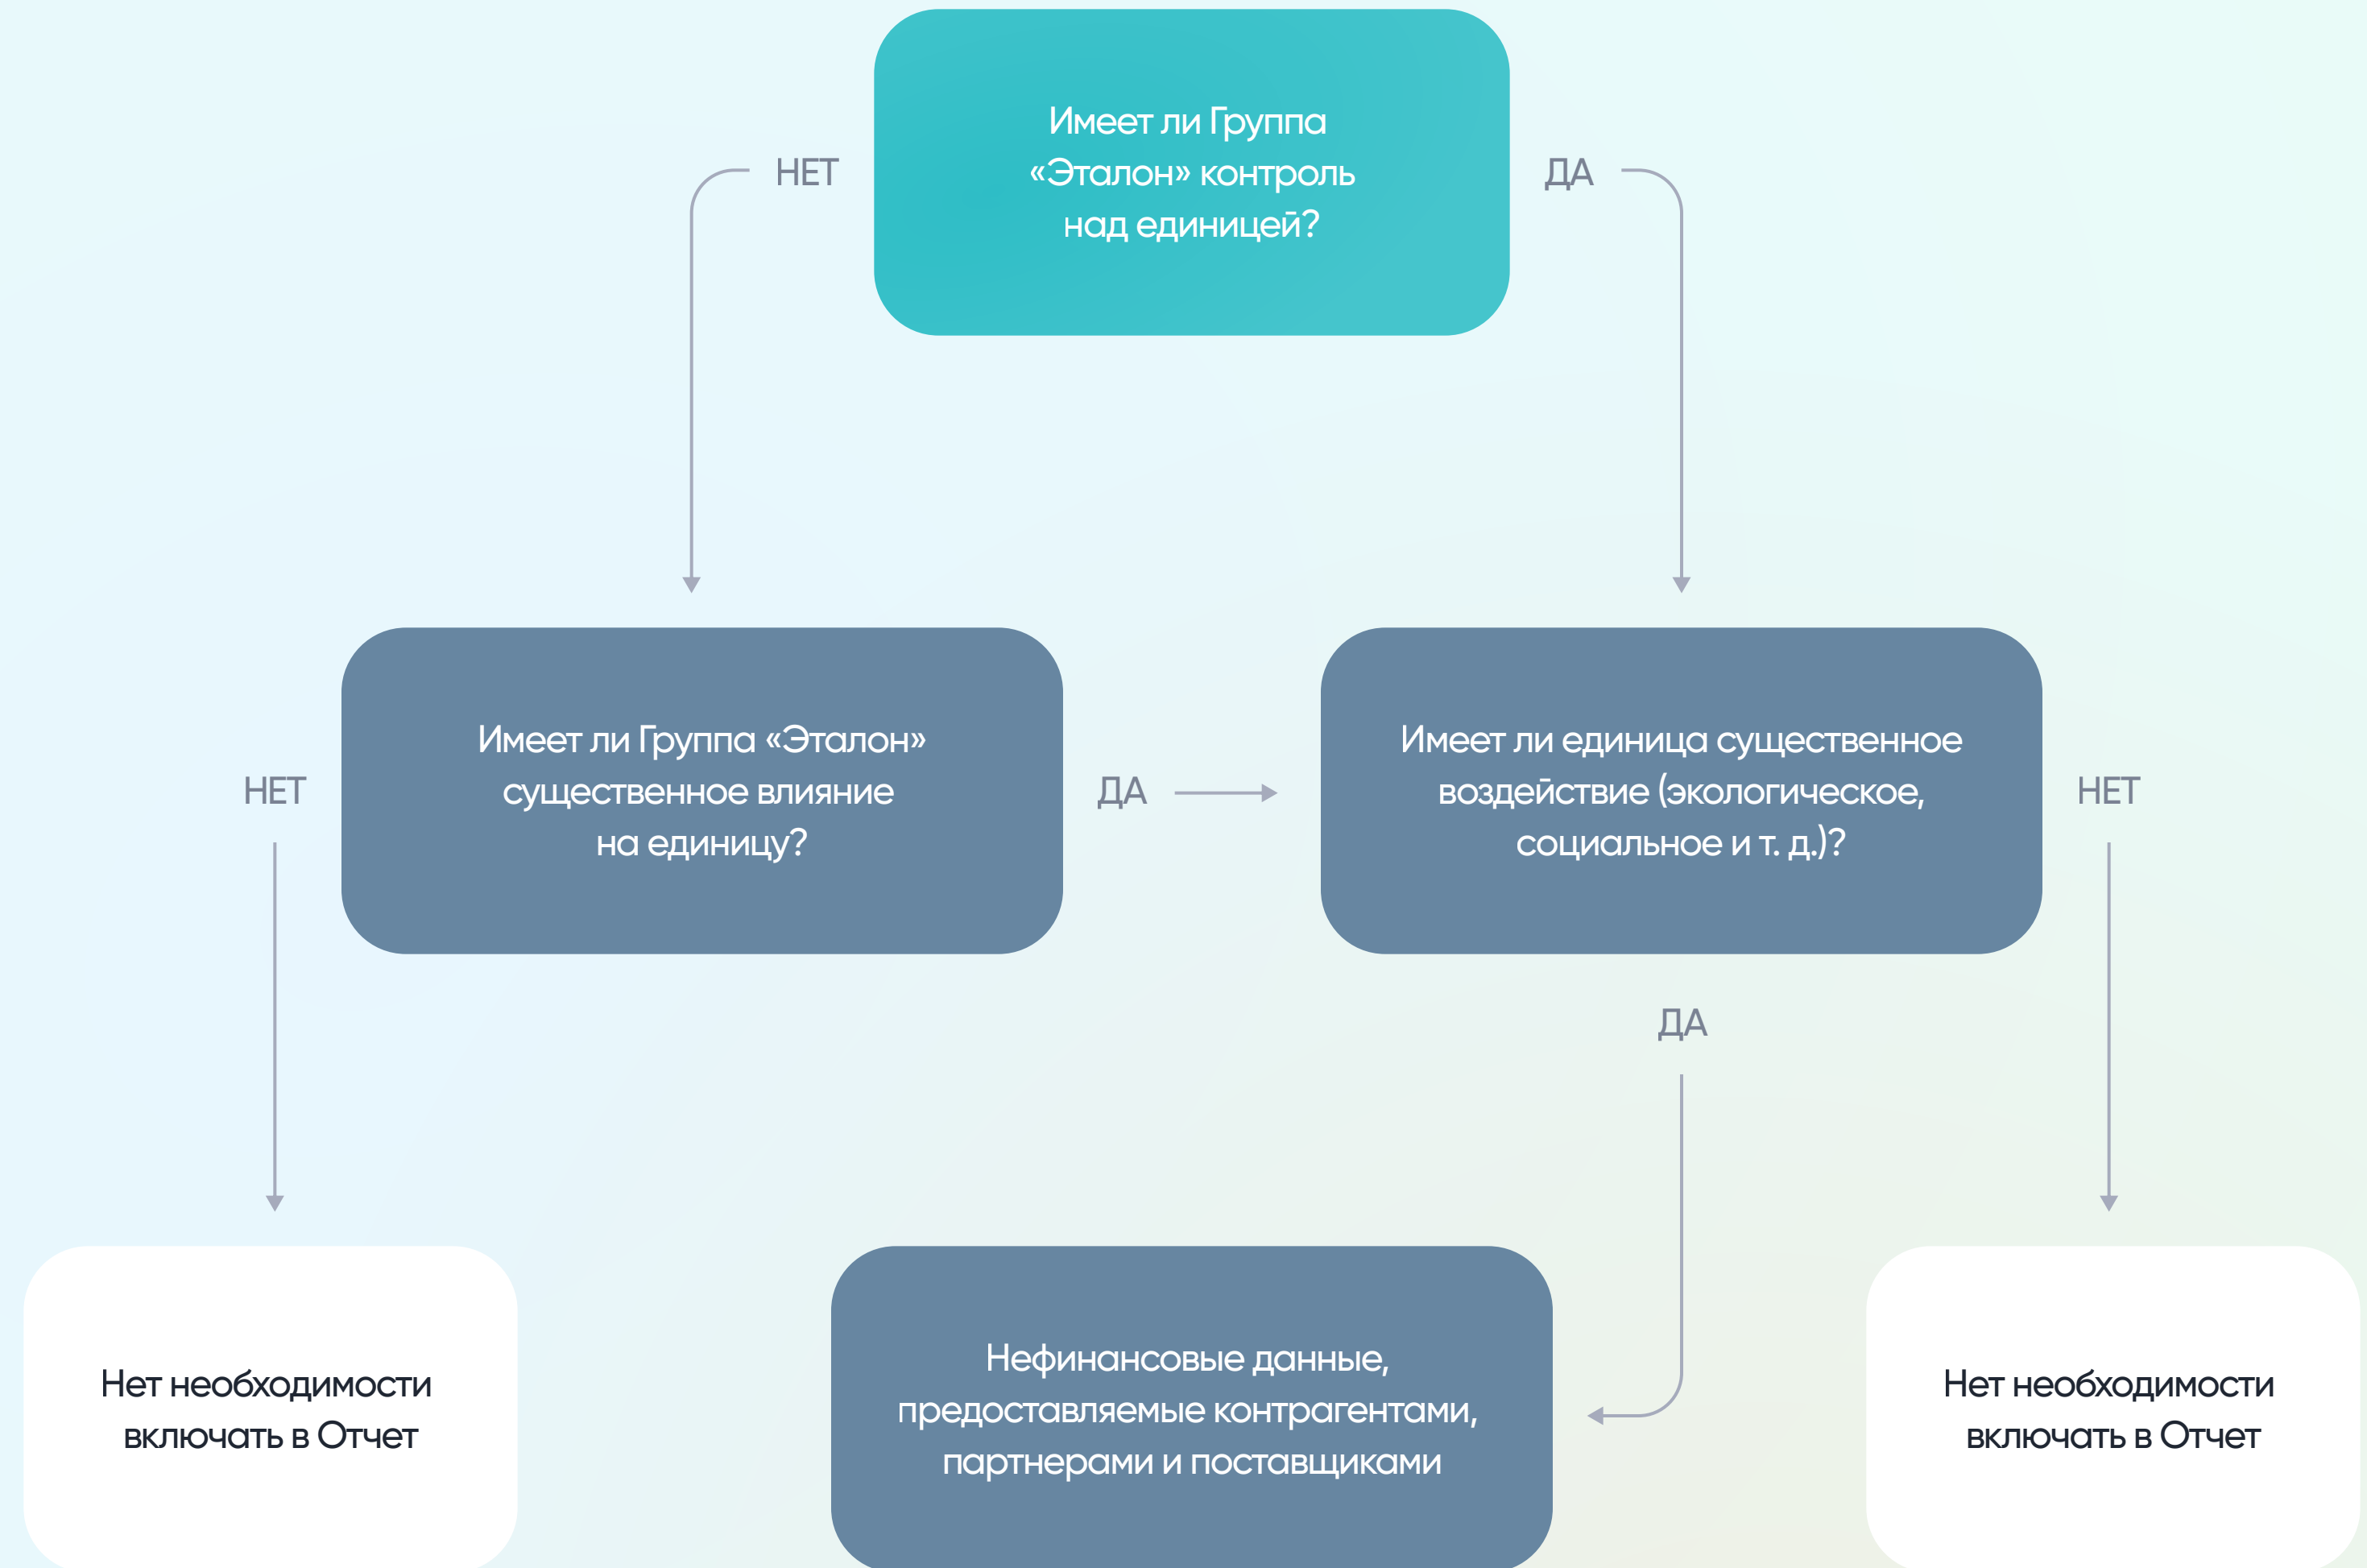 Имеет ли Группа
«Эталон» контроль
над единицей?
НЕТ
ДА
Имеет ли Группа «Эталон»
существенное влияние
на единицу?
Имеет ли единица существенное
воздействие (экологическое,
социальное и т. д.)?
НЕТ
ДА
НЕТ
ДА
Нет необходимости
включать в Отчет
Нефинансовые данные,
предоставляемые контрагентами,
партнерами и поставщиками
Нет необходимости
включать в Отчет